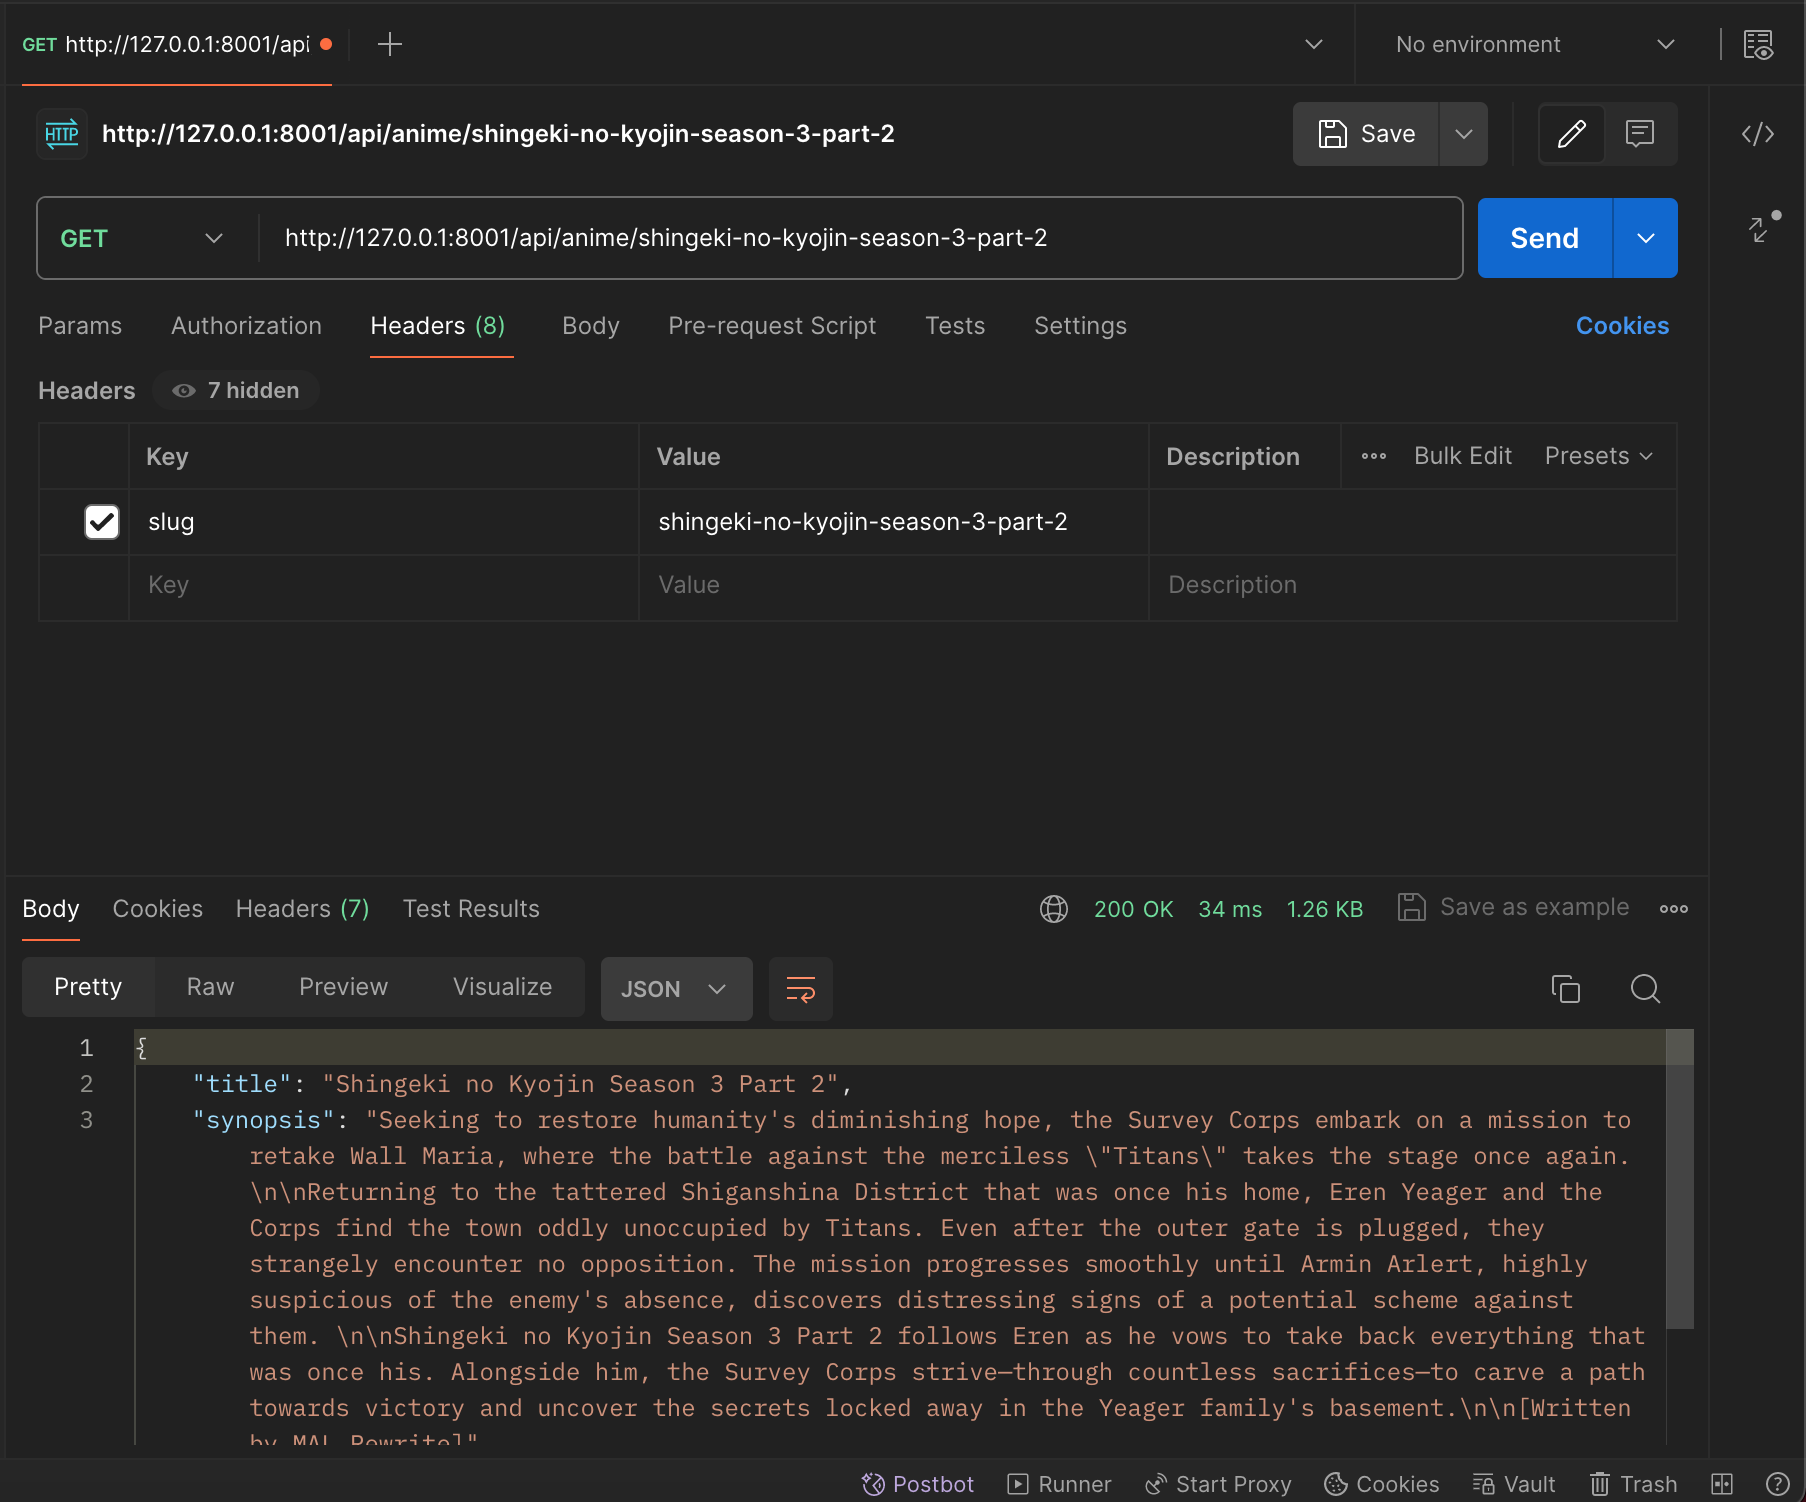 GET http://127.0.0.1:8001/api
No environment
HTTP http://127.0.0.1:8001/api/anime/shingeki-no-kyojin-season-3-part-2
Save
GET http://127.0.0.1:8001/api/anime/shingeki-no-kyojin-season-3-part-2 Send
Params Authorization Headers (8) Body Pre-request Script Tests Settings Cookies
Headers 7 hidden
Key Value Description Bulk Edit Presets
slug shingeki-no-kyojin-season-3-part-2
Key Value Description
Body Cookies Headers (7) Test Results 200 OK 34 ms 1.26 KB Save as example
Pretty Raw Preview Visualize JSON
1 {
2 "title": "Shingeki no Kyojin Season 3 Part 2",
3 "synopsis": "Seeking to restore humanity's diminishing hope, the Survey Corps embark on a mission to
retake Wall Maria, where the battle against the merciless \"Titans\" takes the stage once again.
\n\nReturning to the tattered Shiganshina District that was once his home, Eren Yeager and the
Corps find the town oddly unoccupied by Titans. Even after the outer gate is plugged, they
strangely encounter no opposition. The mission progresses smoothly until Armin Arlert, highly
suspicious of the enemy's absence, discovers distressing signs of a potential scheme against
them. \n\nShingeki no Kyojin Season 3 Part 2 follows Eren as he vows to take back everything that
was once his. Alongside him, the Survey Corps strive—through countless sacrifices—to carve a path
towards victory and uncover the secrets locked away in the Yeager family's basement.\n\n[Written
by MAL Rewrite]"
Postbot Runner Start Proxy Cookies Vault Trash